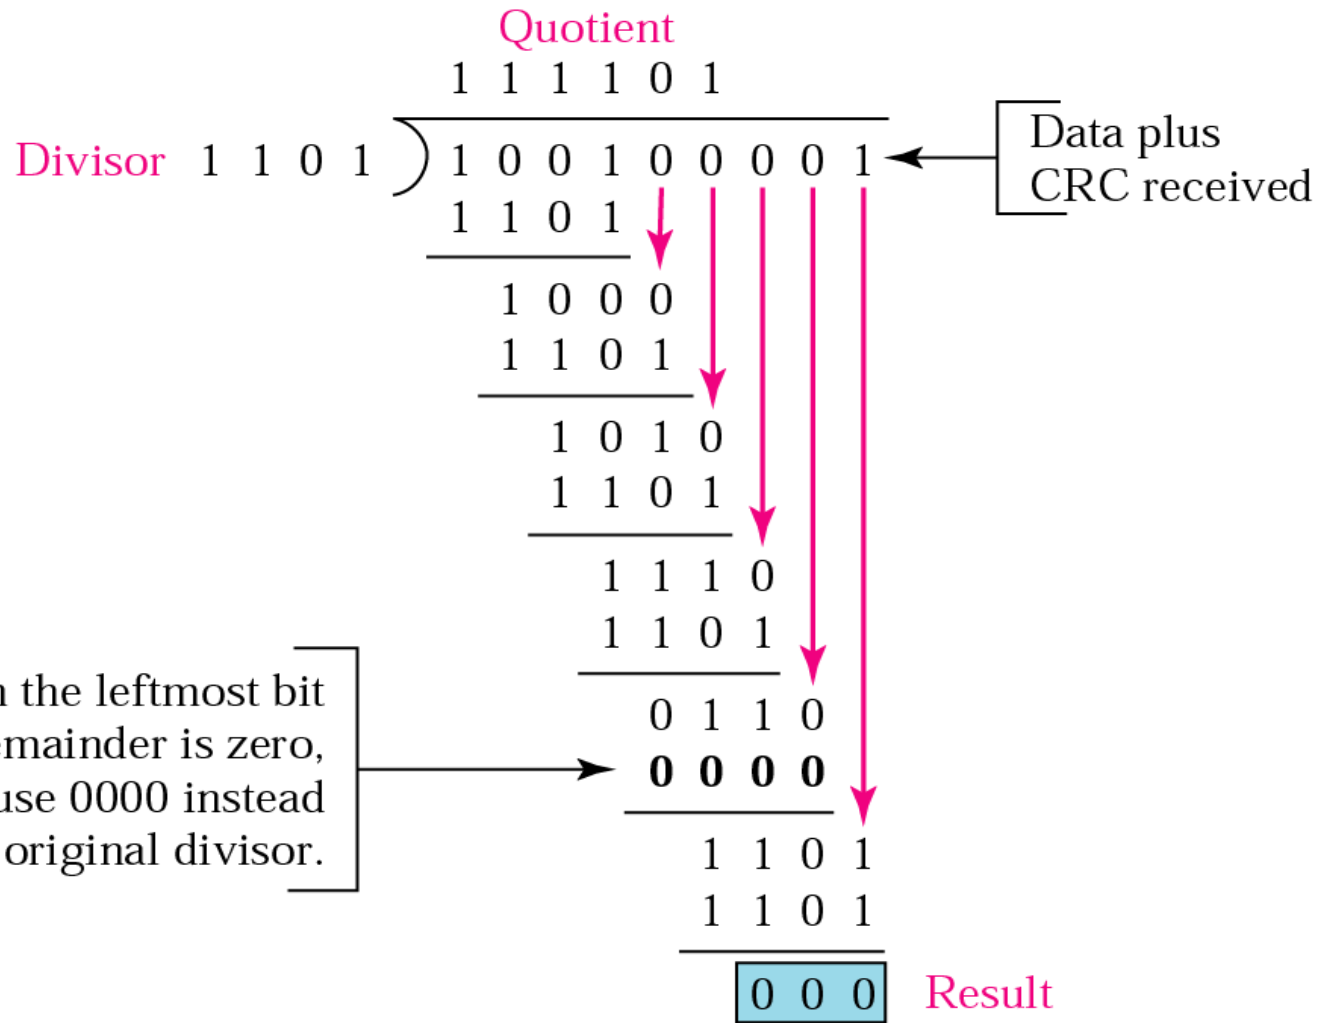 Quotient
1 1 1 1 0 1
Divisor 1 1 0 1 1 0 0 1 0 0 0 0 1
Data plus
CRC received
1 1 0 1
1 0 0 0
1 1 0 1
1 0 1 0
1 1 0 1
1 1 1 0
1 1 0 1
the leftmost bit
emainder is zero,
use 0000 instead
original divisor.
0 1 1 0
0 0 0 0
1 1 0 1
1 1 0 1
0 0 0 Result